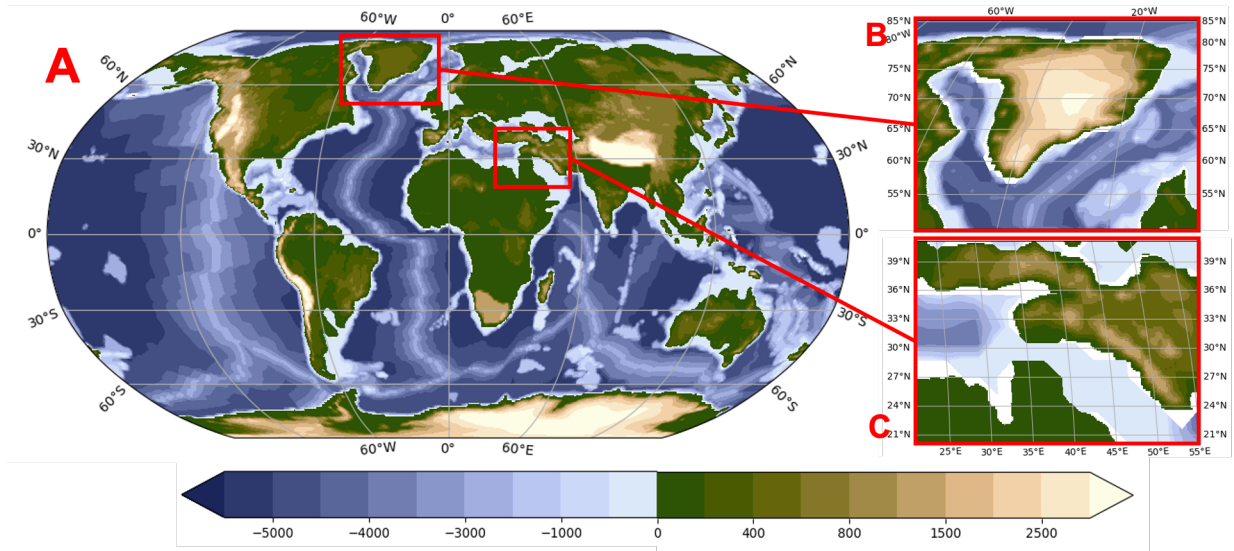 60°W 0° 60°E
A
60°N 60°N
30°N 30°N
0° 0°
30°S 30°S
60°S 60°S
60°W 0° 60°E
60°W 20°W
B
85°N 85°N
80°W
80°N
75°N 75°N
70°N 70°N
65°N 65°N
60°N 60°N
55°N 55°N
39°N 39°N
36°N 36°N
33°N 33°N
30°N 30°N
27°N 27°N
24°N 24°N
C
21°N 21°N
25°E 30°E 35°E 40°E 45°E 50°E 55°E
−5000 −4000 −3000 −1000 0 400 800 1500 2500